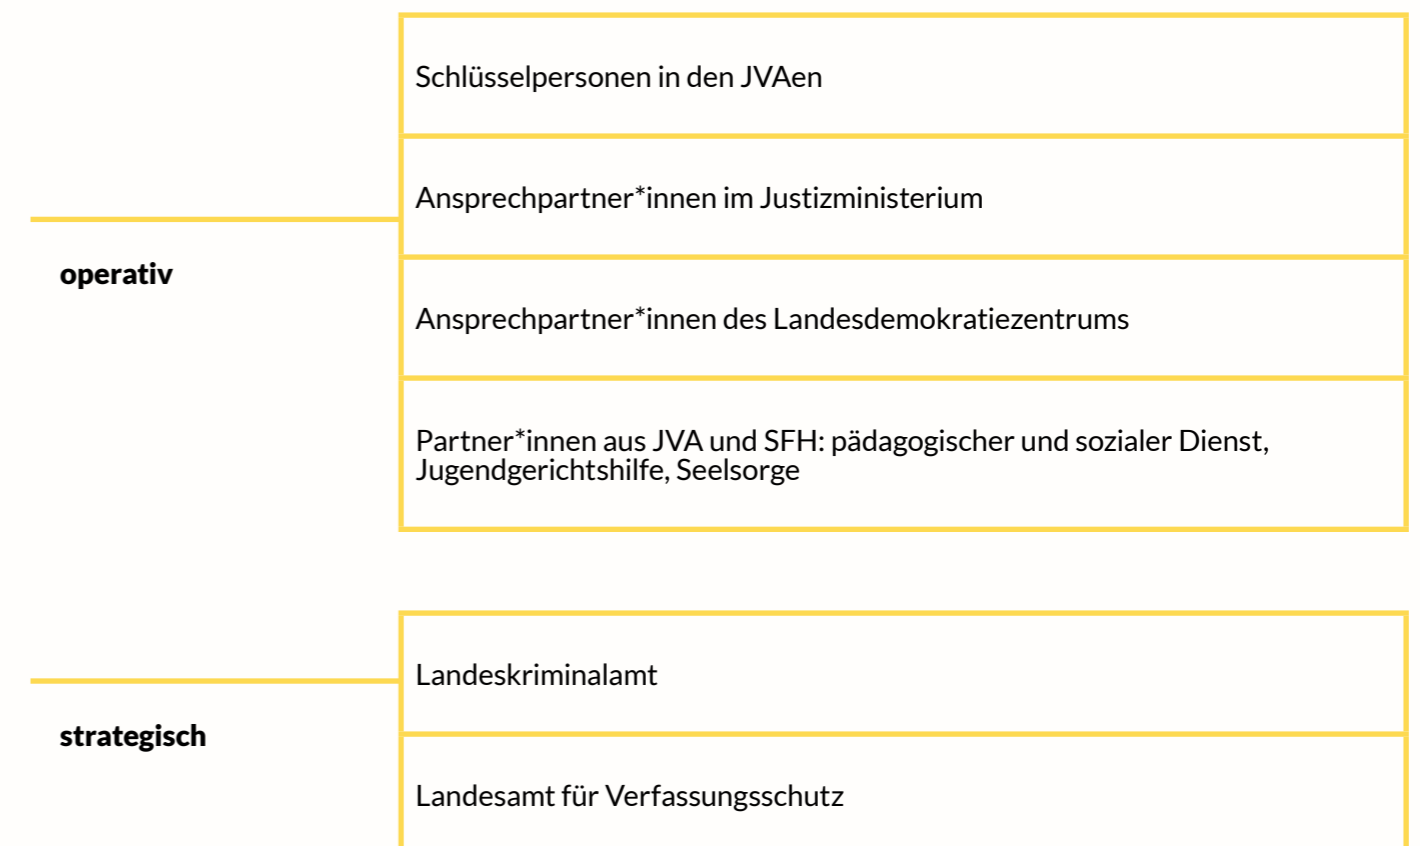 Schlüsselpersonen in den JVAen
Ansprechpartner*innen im Justizministerium
operativ
Ansprechpartner*innen des Landesdemokratiezentrums
Partner*innen aus JVA und SFH: pädagogischer und sozialer Dienst,
Jugendgerichtshilfe, Seelsorge
Landeskriminalamt
strategisch
Landesamt für Verfassungsschutz